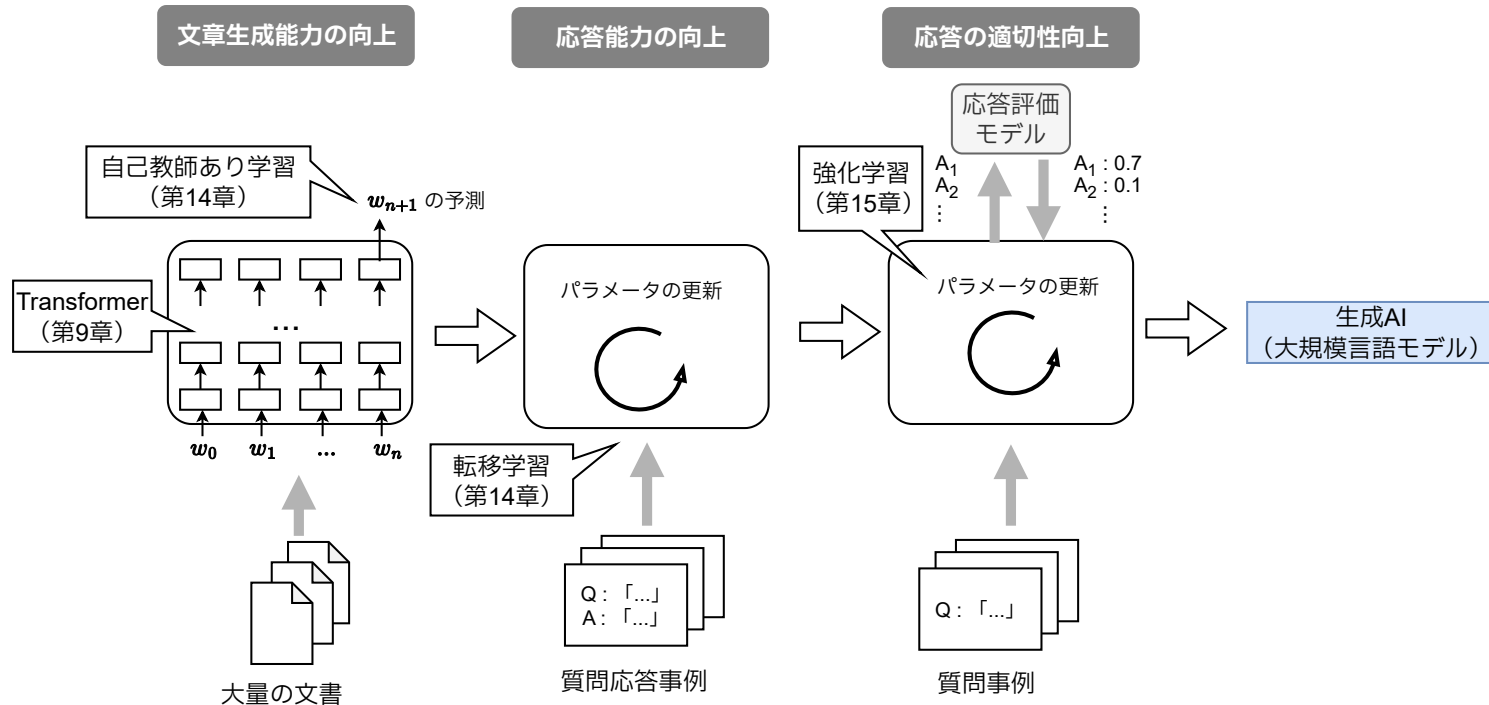 文章生成能力の向上
応答能力の向上
応答の適切性向上
自己教師あり学習
（第14章）
wn+1 の予測
Transformer
（第9章）
...
w0 w1 ... wn
大量の文書
パラメータの更新
転移学習
（第14章）
Q : 「...」
A : 「...」
質問応答事例
応答評価
モデル
強化学習
（第15章）
A1
A2
⋮
A1 : 0.7
A2 : 0.1
⋮
パラメータの更新
Q : 「...」
質問事例
生成AI
（大規模言語モデル）